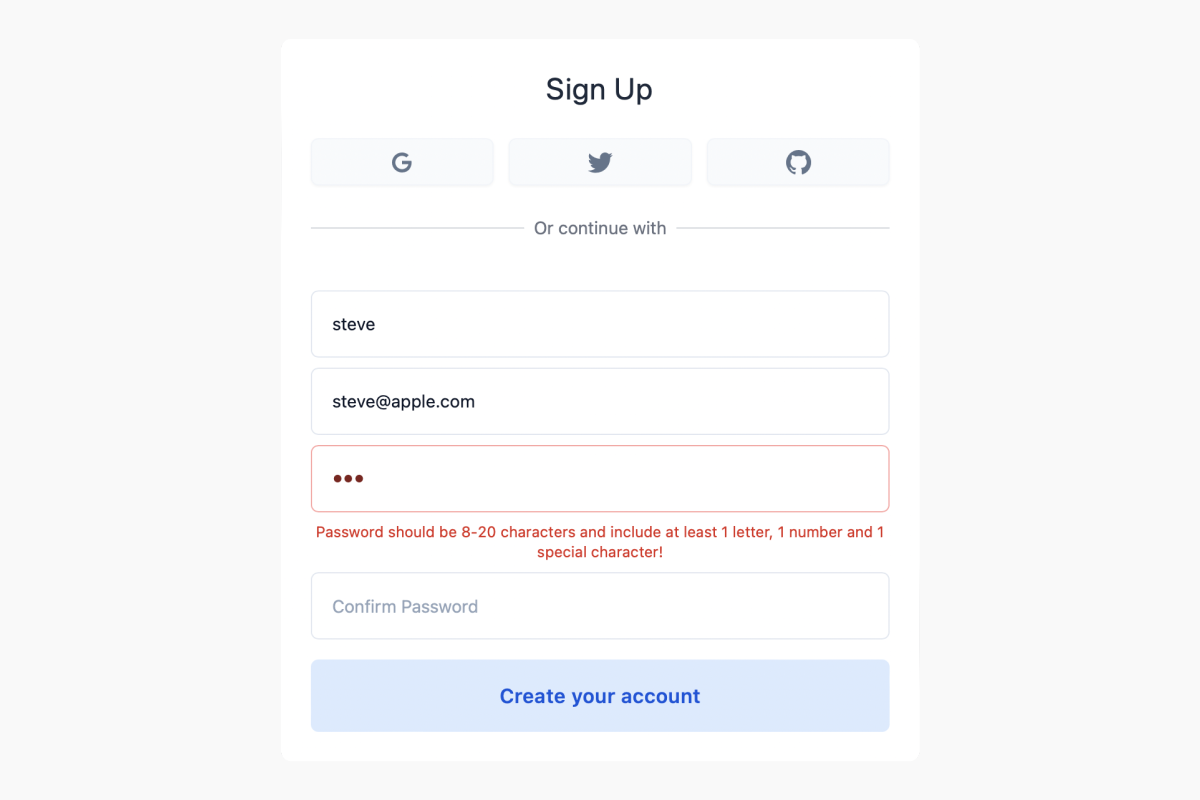 Sign Up
Or continue with
steve
steve@apple.com
•••
Password should be 8-20 characters and include at least 1 letter, 1 number and 1
special character!
Confirm Password
Create your account